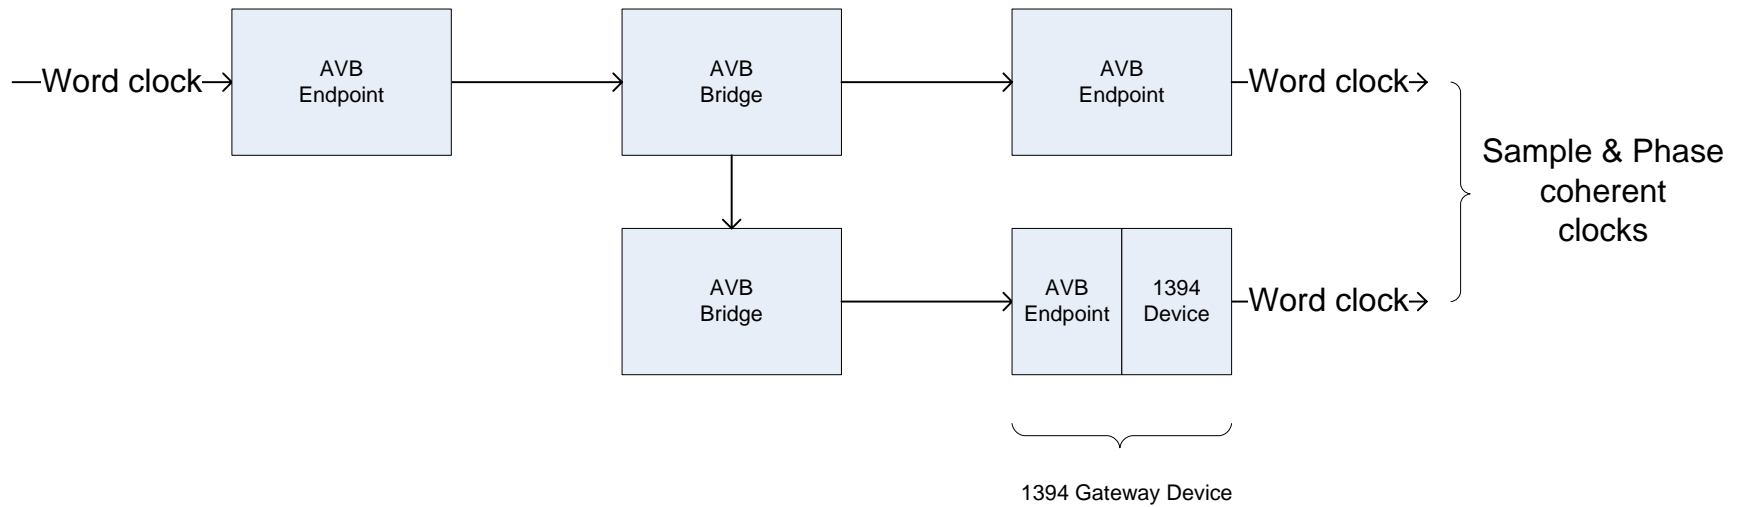 Word clock
AVB
Endpoint
AVB
Bridge
AVB
Endpoint
Word clock
Sample & Phase
coherent
clocks
AVB
Bridge
AVB
Endpoint
1394
Device
Word clock
1394 Gateway Device